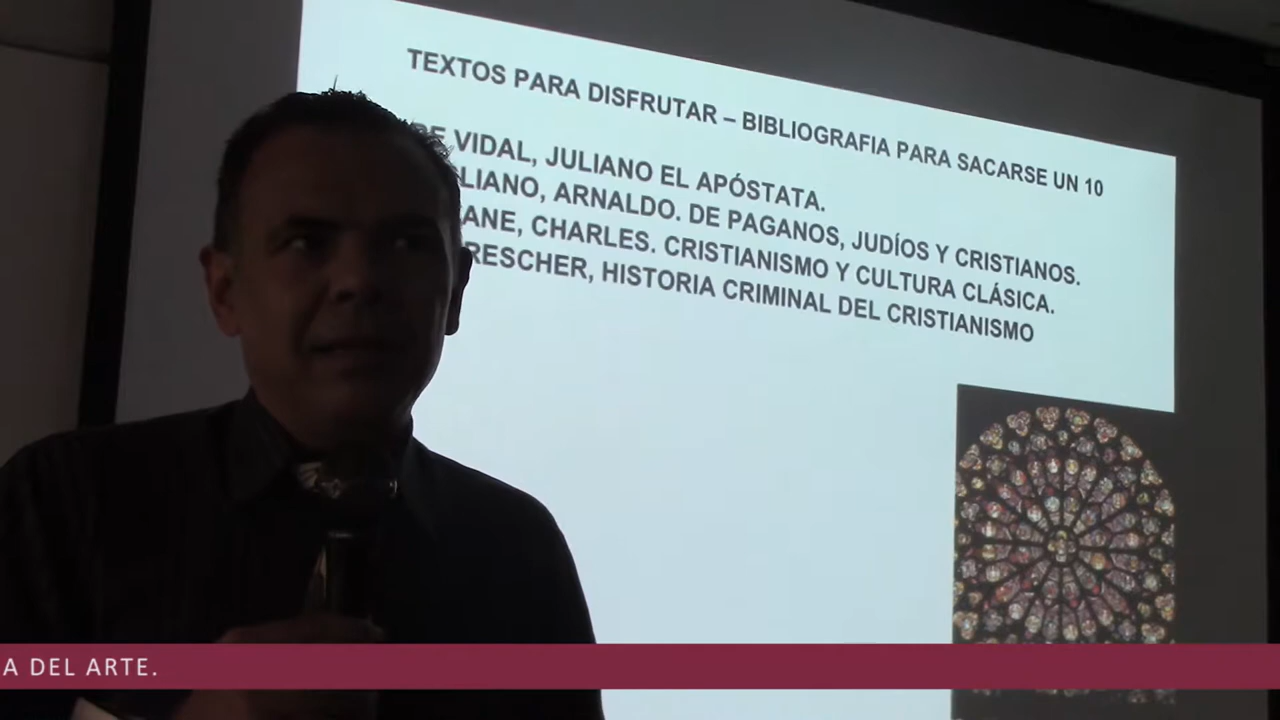 TEXTOS PARA DISFRUTAR – BIBLIOGRAFIA PARA SACARSE UN 10
VIDAL, JULIANO EL APÓSTATA.
LIANO, ARNALDO. DE PAGANOS, JUDÍOS Y CRISTIANOS.
ANE, CHARLES. CRISTIANISMO Y CULTURA CLÁSICA.
RESCHER, HISTORIA CRIMINAL DEL CRISTIANISMO
A DEL ARTE.